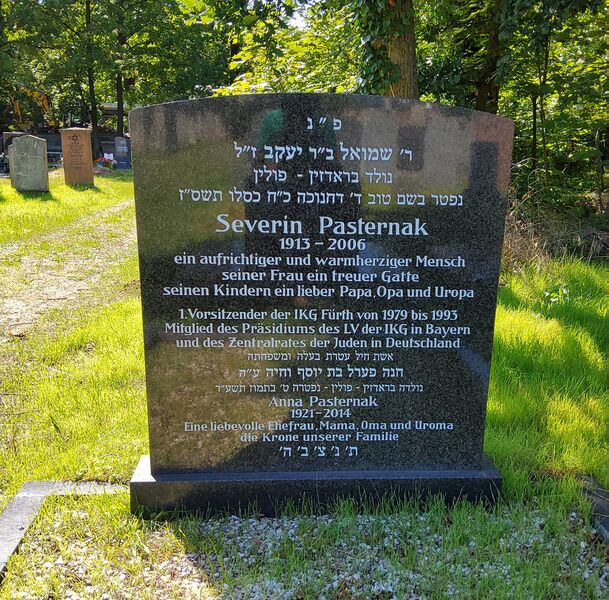 פ״נ
ר׳ שמואל ב״ר יעקב ז״ל
נולד בראדזין - פולין
נפטר בשם טוב ד׳ דחנוכה כ״ח כסלו תשס״ז
Severin Pasternak
1913 – 2006
ein aufrichtiger und warmherziger Mensch
seiner Frau ein treuer Gatte
seinen Kindern ein lieber Papa, Opa und Uropa
1. Vorsitzender der IKG Fürth von 1979 bis 1993
Mitglied des Präsidiums des LV der IKG in Bayern
und des Zentralrates der Juden in Deutschland
אשת חיל עטרת בעלה ומשפחתה
חנה פערל בת יוסף וחיה ע״ה
נולדה בראדזין - פולין - נפטרה ט׳ בתמוז תשע״ד
Anna Pasternak
1921-2014
Eine liebevolle Ehefrau, Mama, Oma und Uroma
die Krone unserer Familie
ת׳ נ׳ צ׳ ב׳ ה׳